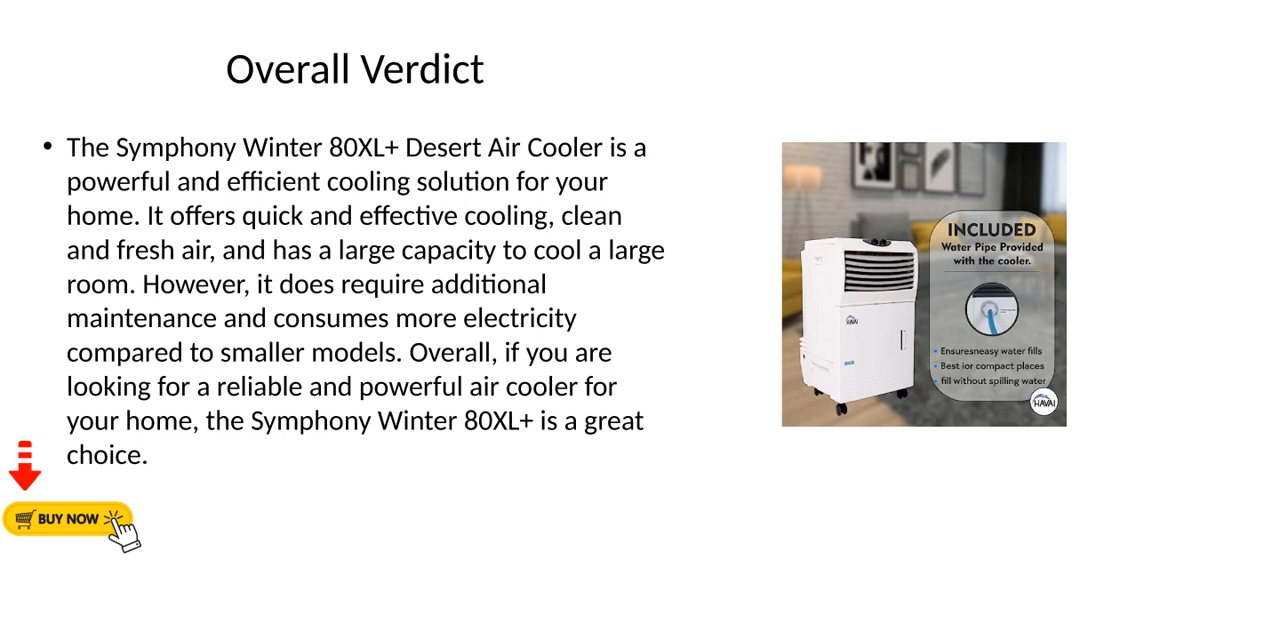 Overall Verdict
• The Symphony Winter 80XL+ Desert Air Cooler is a
powerful and efficient cooling solution for your
home. It offers quick and effective cooling, clean
and fresh air, and has a large capacity to cool a large
room. However, it does require additional
maintenance and consumes more electricity
compared to smaller models. Overall, if you are
looking for a reliable and powerful air cooler for
your home, the Symphony Winter 80XL+ is a great
choice.
BUY NOW
INCLUDED
Water Pipe Provided
with the cooler.
• Ensuresneasy water fills
• Best ior compact places
• fill without spilling water
HAVAI
HAVAI